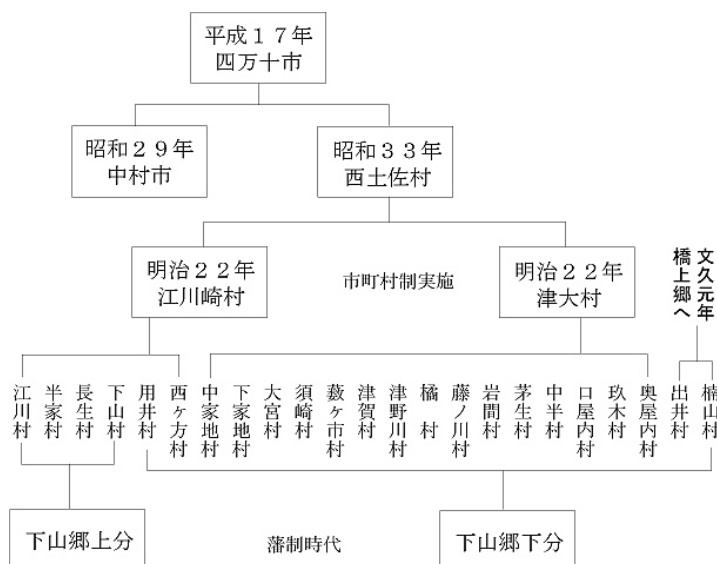 平成１７年
四万十市
昭和２９年
中村市
昭和３３年
西土佐村
明治２２年
江川崎村
市町村制実施
明治２２年
津大村
文久元年
橋上郷へ
江川村
半家村
長生村
下山村
用井村
西ヶ方村
中家地村
下家地村
大宮村
須崎村
藪ヶ市村
津賀村
津野川村
橘　村
藤ノ川村
岩間村
茅生村
中半村
口屋内村
玖木村
奥屋内村
出井村
楠山村
下山郷上分
藩制時代
下山郷下分